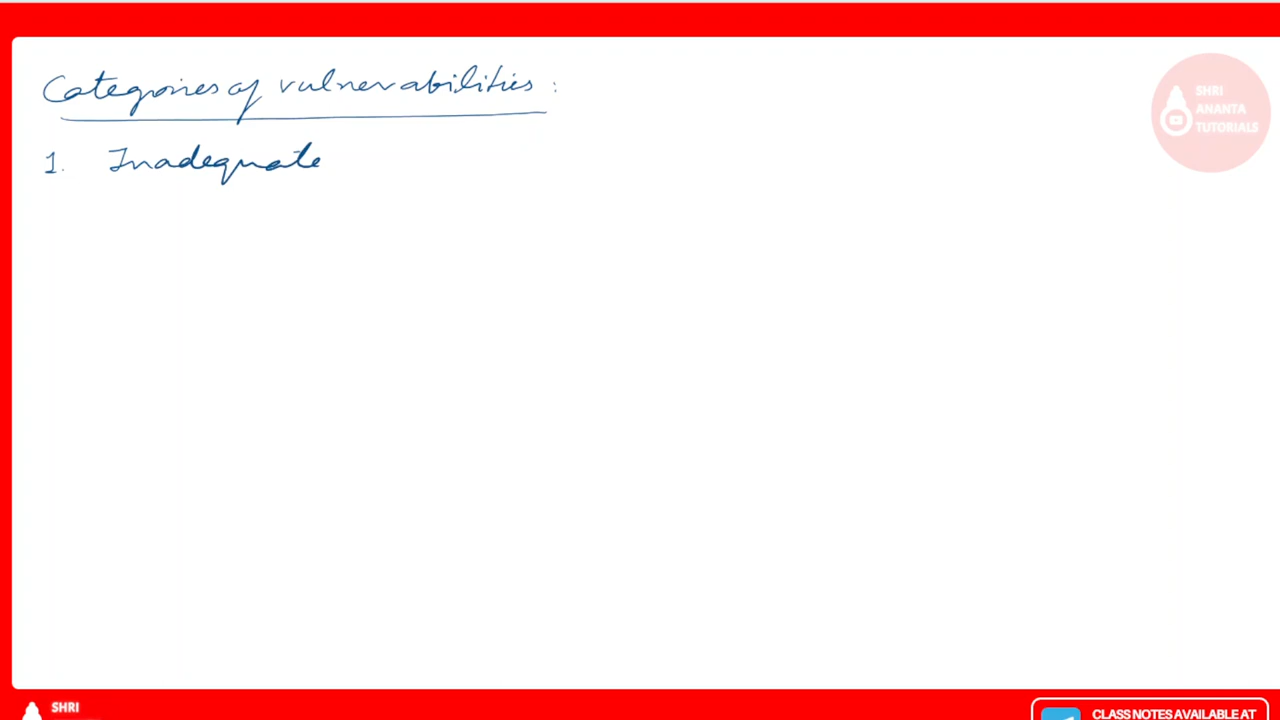 Categories of vulnerabilities :
1. Inadequate
SHRI
ANANTA
TUTORIALS
SHRI
CLASS NOTES AVAILABLE AT